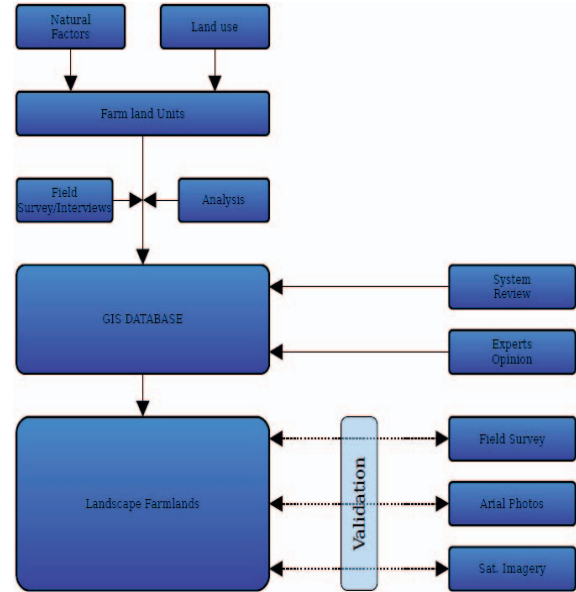 Natural
Factors
Land use
Farm land Units
Field
Survey/Interviews
Analysis
GIS DATABASE
System
Review
Experts
Opinion
Landscape Farmlands
Validation
Field Survey
Arial Photos
Sat. Imagery